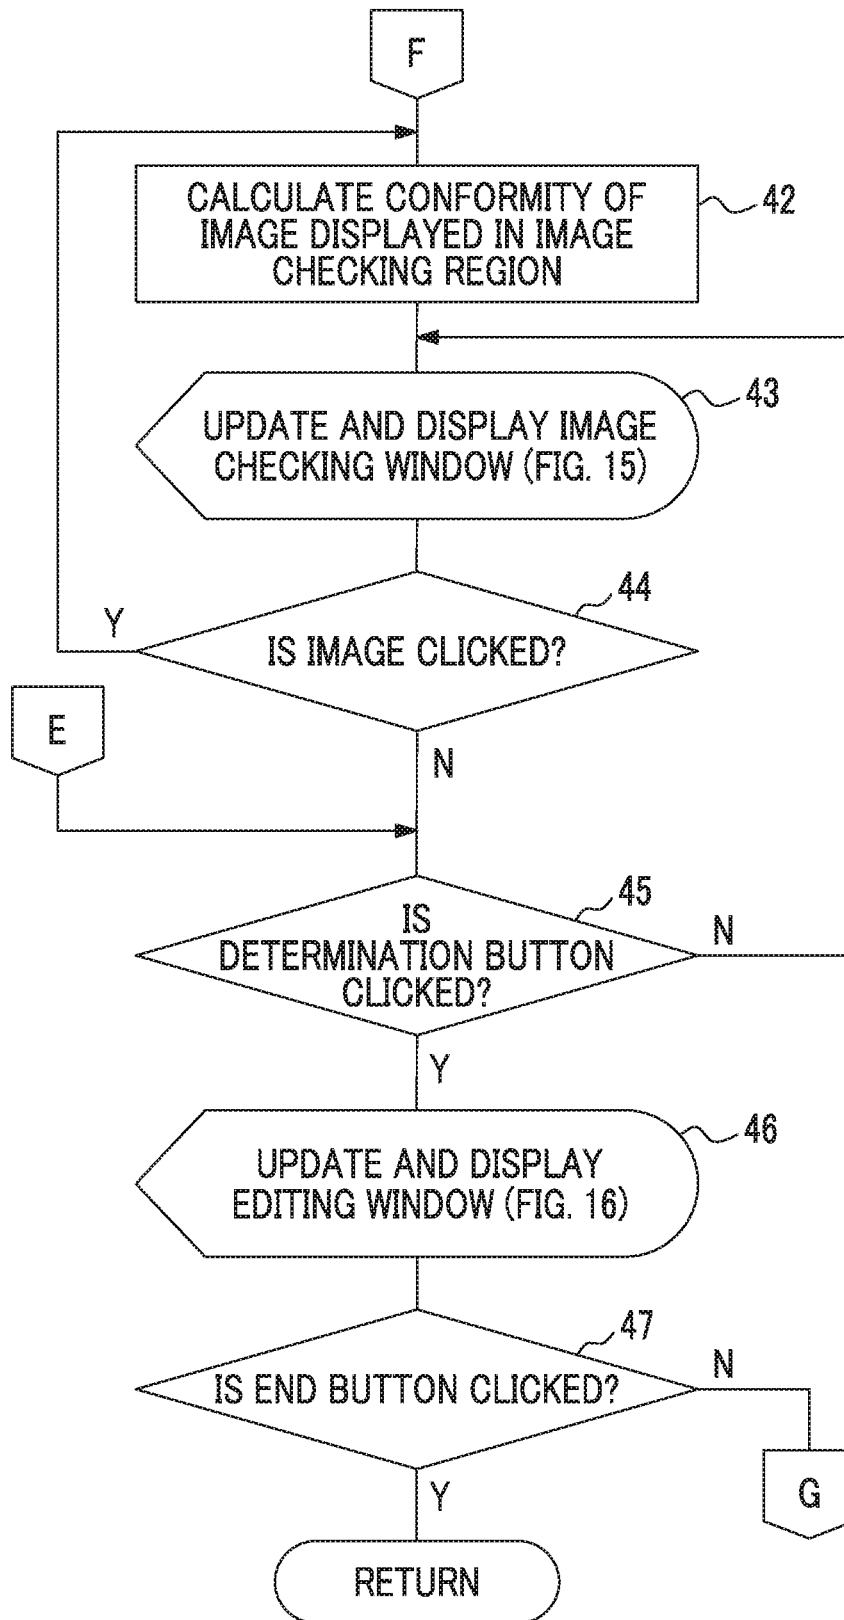 F
CALCULATE CONFORMITY OF
IMAGE DISPLAYED IN IMAGE
CHECKING REGION
42
UPDATE AND DISPLAY IMAGE
CHECKING WINDOW (FIG. 15)
43
44
Y
IS IMAGE CLICKED?
E
N
45
IS
DETERMINATION BUTTON
CLICKED?
N
Y
46
UPDATE AND DISPLAY
EDITING WINDOW (FIG. 16)
47
IS END BUTTON CLICKED?
N
Y
G
RETURN